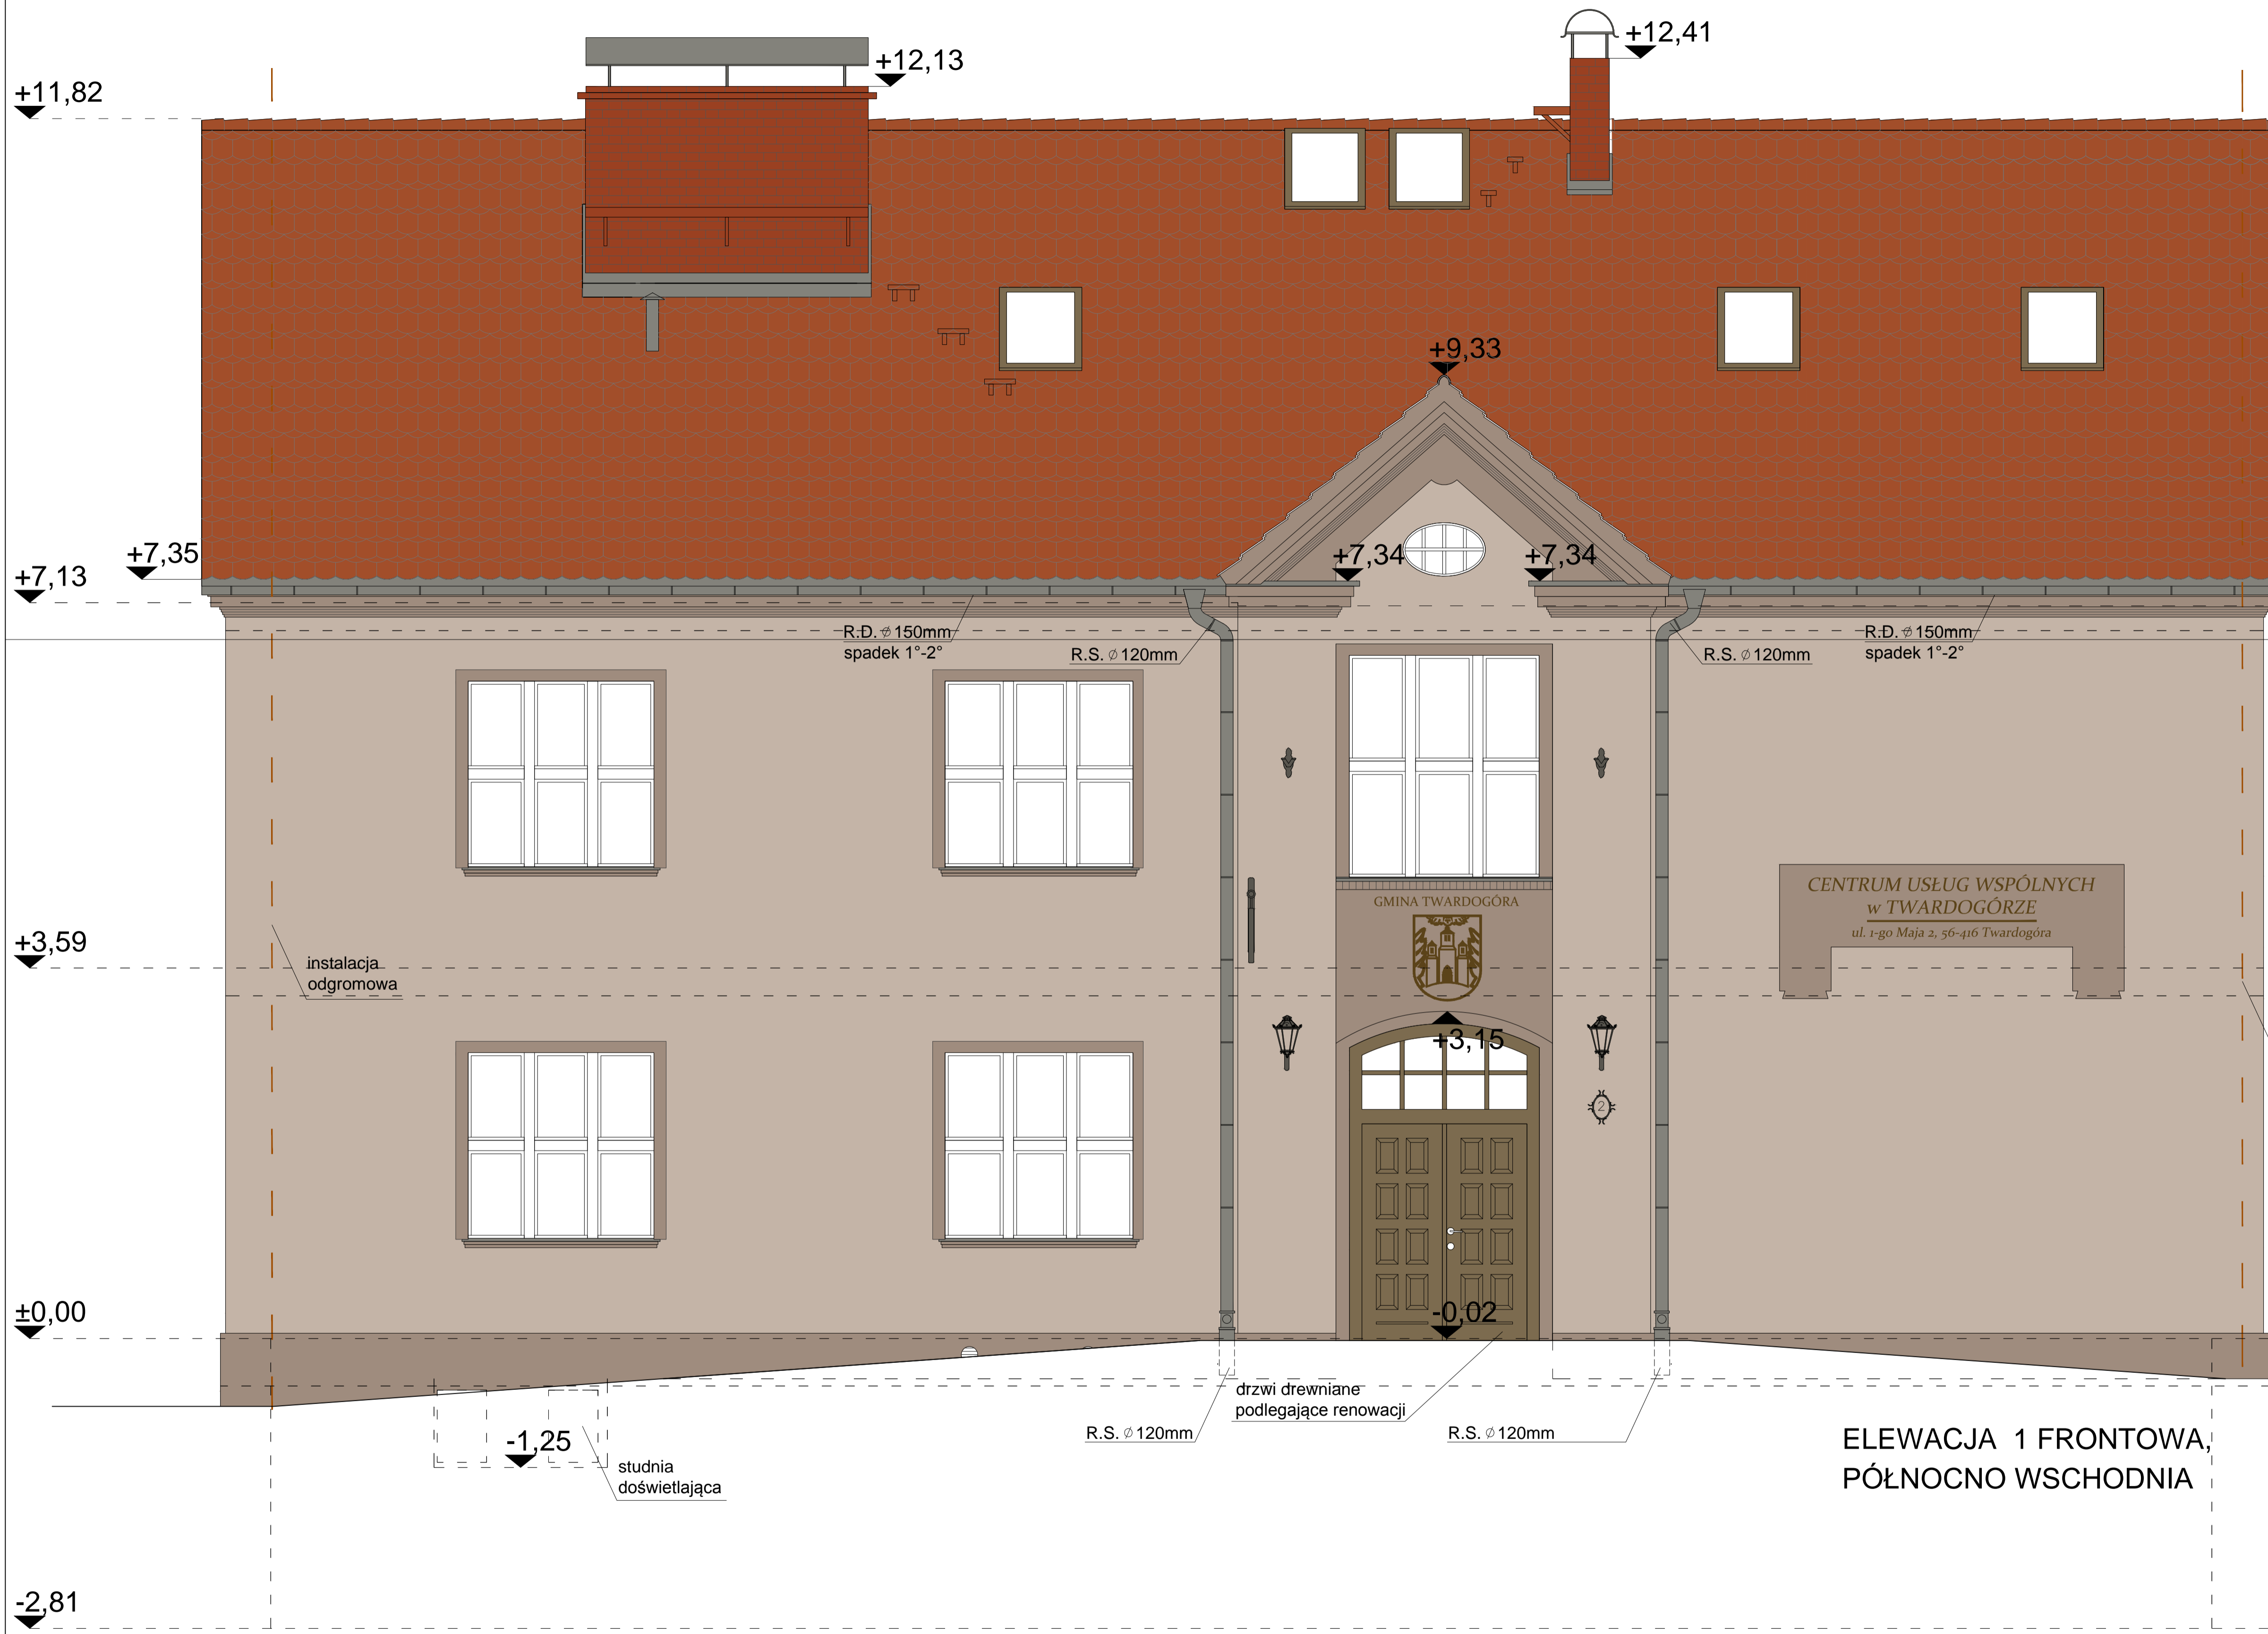 +12,41
+12,13
+11,82
+9,33
+7,35
+7,34
+7,34
+7,13
R.D. ⌀ 150mm
spadek 1°-2°
R.S. ⌀ 120mm
R.S. ⌀ 120mm
R.D. ⌀ 150mm
spadek 1°-2°
CENTRUM USŁUG WSPÓLNYCH
w TWARDOGÓRZE
ul. 1-go Maja 2, 56-416 Twardogóra
GMINA TWARDOGÓRA
+3,59
instalacja
odgromowa
+3,15
2
±0,00
-0,02
drzwi drewniane
podlegające renowacji
R.S. ⌀ 120mm
R.S. ⌀ 120mm
-1,25
studnia
doświetlająca
ELEWACJA 1 FRONTOWA,
PÓŁNOCNO WSCHODNIA
-2,81